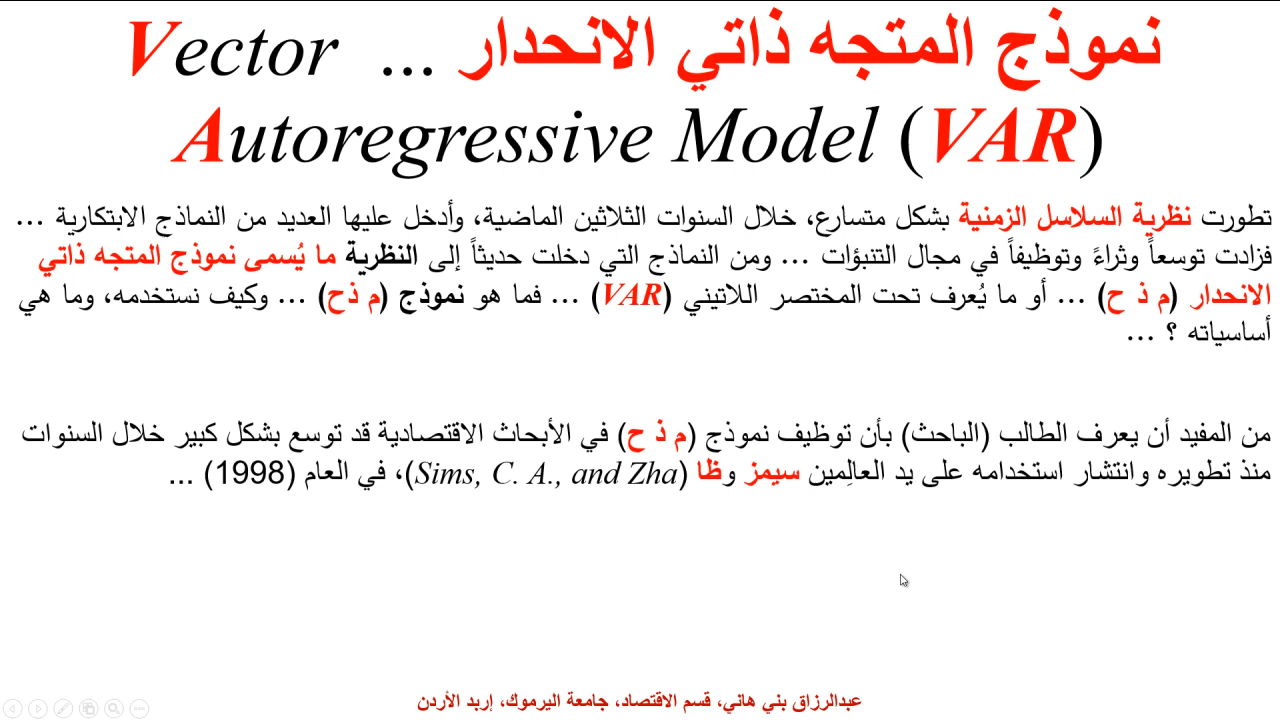 نموذج المتجه ذاتي الانحدار ... Vector
Autoregressive Model (VAR)
تطورت نظرية السلاسل الزمنية بشكل متسارع، خلال السنوات الثلاثين الماضية، وأدخل عليها العديد من النماذج الابتكارية ...
فزادت توسعاً وثراءً وتوظيفاً في مجال التنبؤات ... ومن النماذج التي دخلت حديثاً إلى النظرية ما يُسمى نموذج المتجه ذاتي
الانحدار (م ذ ح) ... أو ما يُعرف تحت المختصر اللاتيني (VAR) ... فما هو نموذج (م ذح) ... وكيف نستخدمه، وما هي
أساسياته ؟ ...
من المفيد أن يعرف الطالب (الباحث) بأن توظيف نموذج (م ذ ح) في الأبحاث الاقتصادية قد توسع بشكل كبير خلال السنوات
منذ تطويره وانتشار استخدامه على يد العالِمين سيمز وظا (Sims, C. A., and Zha)، في العام (1998) ...
عبدالرزاق بني هاني، قسم الاقتصاد، جامعة اليرموك، إربد الأردن